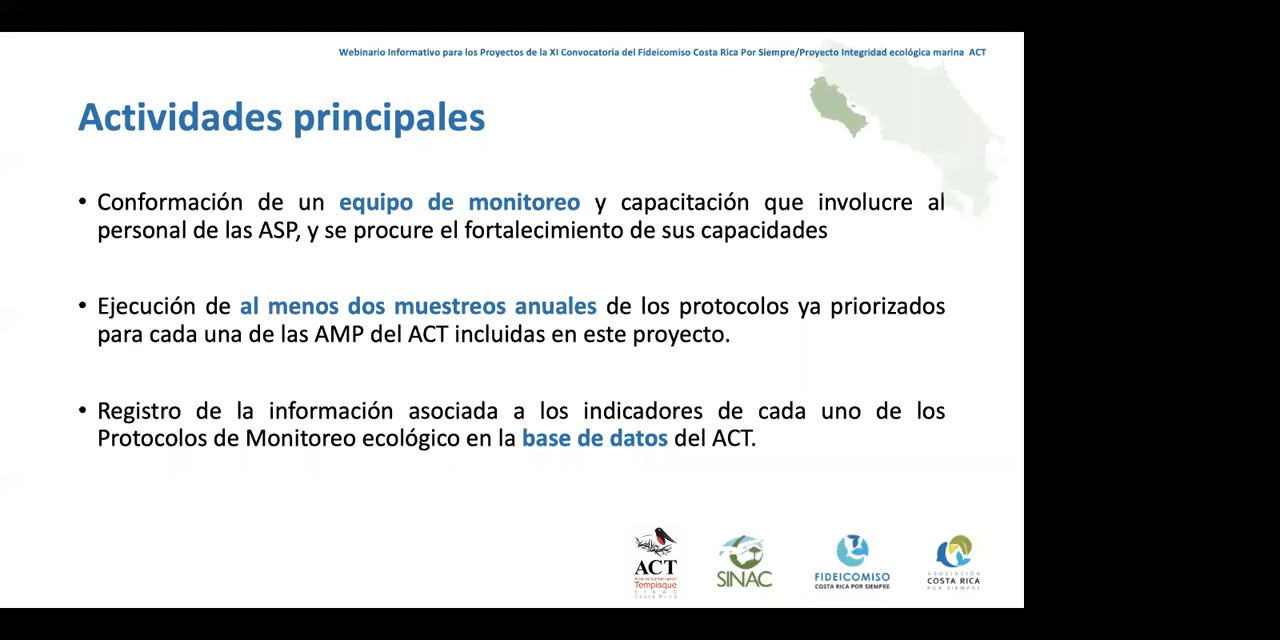 Webinario Informativo para los Proyectos de la XI Convocatoria del Fideicomiso Costa Rica Por Siempre/Proyecto Integridad ecológica marina ACT
Actividades principales
• Conformación de un equipo de monitoreo y capacitación que involucre al
personal de las ASP, y se procure el fortalecimiento de sus capacidades
• Ejecución de al menos dos muestreos anuales de los protocolos ya priorizados
para cada una de las AMP del ACT incluidas en este proyecto.
• Registro de la información asociada a los indicadores de cada uno de los
Protocolos de Monitoreo ecológico en la base de datos del ACT.
ACT
Área de Conservación
Tempisque
SINAC
Costa Rica
SINAC
FIDEICOMISO
COSTA RICA POR SIEMPRE
ASOCIACIÓN
COSTA RICA
POR SIEMPRE